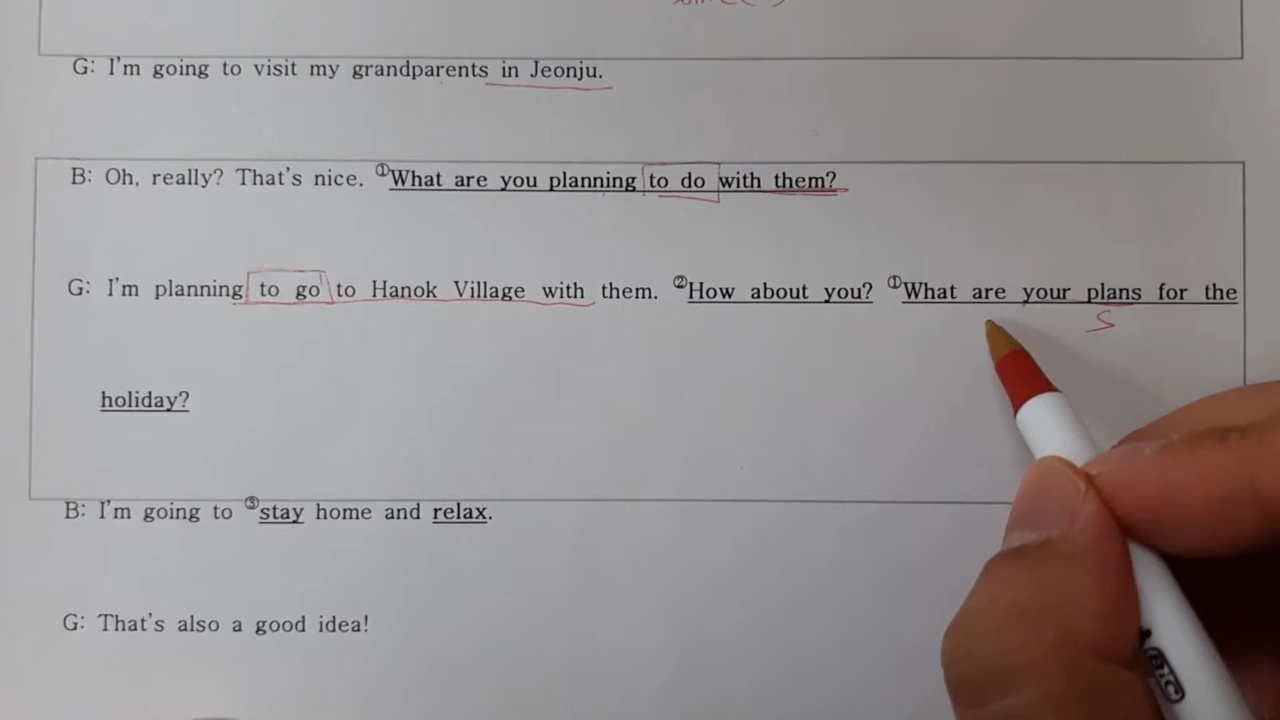 G: I'm going to visit my grandparents in Jeonju.
B: Oh, really? That's nice. ①What are you planning to do with them?
G: I'm planning to go to Hanok Village with them. ②How about you? ①What are your plans for the
s
holiday?
B: I'm going to ③stay home and relax.
G: That's also a good idea!
BIC